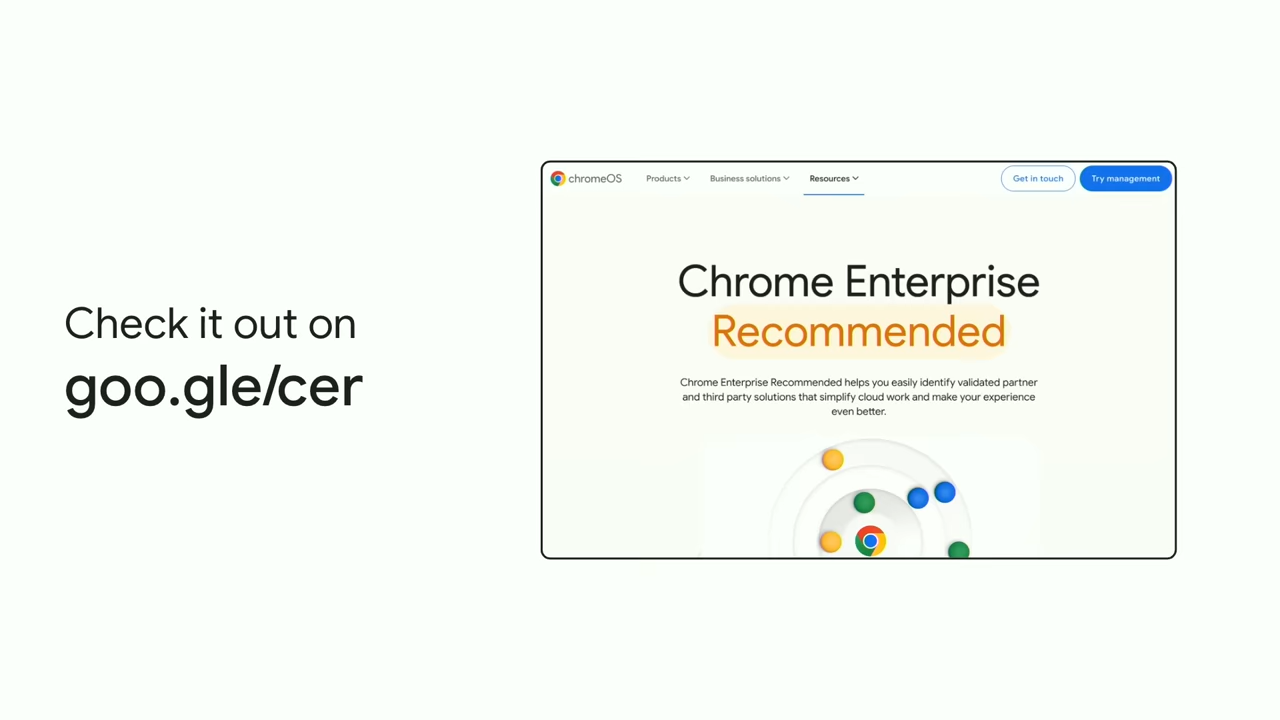 Check it out on
goo.gle/cer
chromeOS Products Business solutions Resources Get in touch Try management
Chrome Enterprise
Recommended
Chrome Enterprise Recommended helps you easily identify validated partner
and third party solutions that simplify cloud work and make your experience
even better.